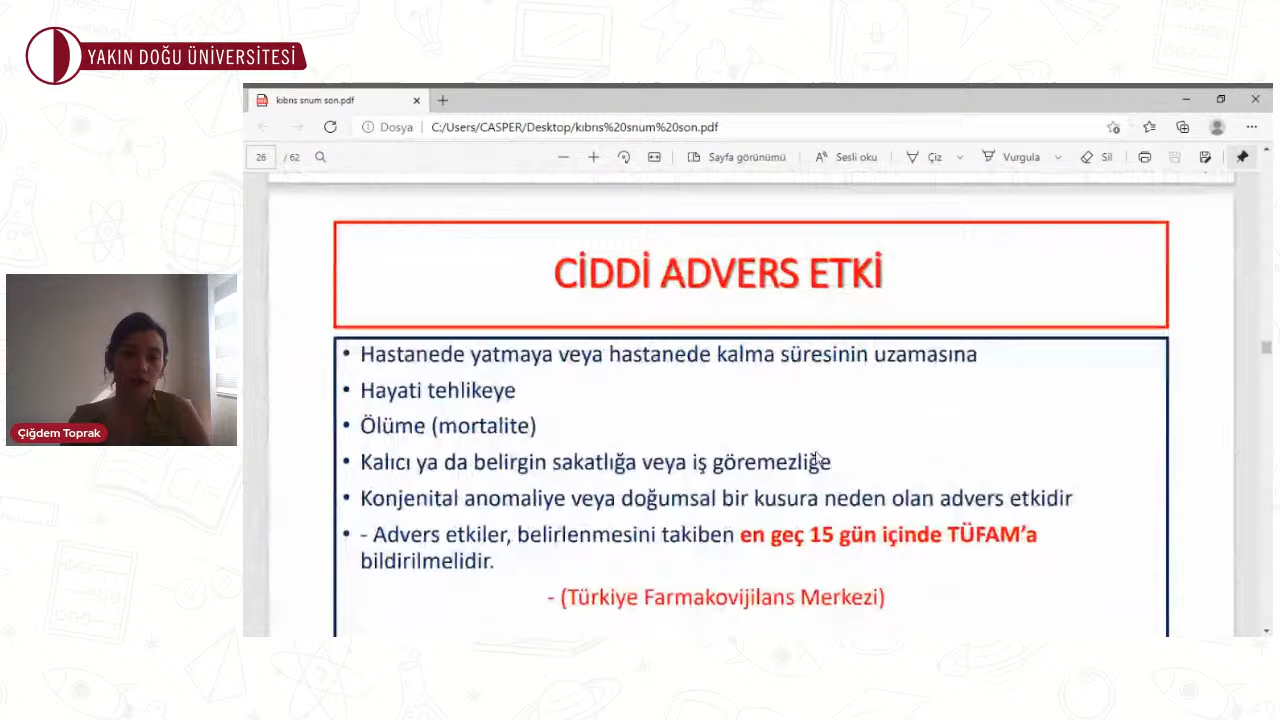 YAKIN DOĞU ÜNİVERSİTESİ
kıbrıs snum son.pdf
Dosya
C:/Users/CASPER/Desktop/kıbrıs%20snum%20son.pdf
26 / 62 Sayfa görünümü Sesli oku Çiz Vurgula Sil
CİDDİ ADVERS ETKİ
• Hastanede yatmaya veya hastanede kalma süresinin uzamasına
• Hayati tehlikeye
• Ölüme (mortalite)
• Kalıcı ya da belirgin sakatlığa veya iş göremezliğe
• Konjenital anomaliye veya doğumsal bir kusura neden olan advers etkidir
• - Advers etkiler, belirlenmesini takiben en geç 15 gün içinde TÜFAM’a
bildirilmelidir.
- (Türkiye Farmakovijilans Merkezi)
Çiğdem Toprak